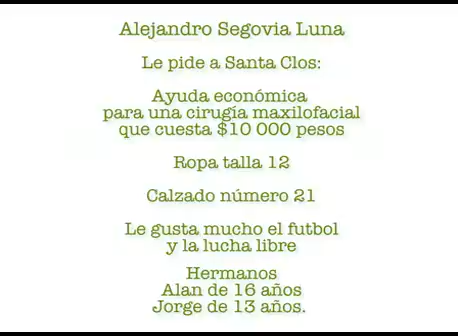 Alejandro Segovia Luna
Le pide a Santa Clos:
Ayuda económica
para una cirugía maxilofacial
que cuesta $10 000 pesos
Ropa talla 12
Calzado número 21
Le gusta mucho el futbol
y la lucha libre
Hermanos
Alan de 16 años
Jorge de 13 años.